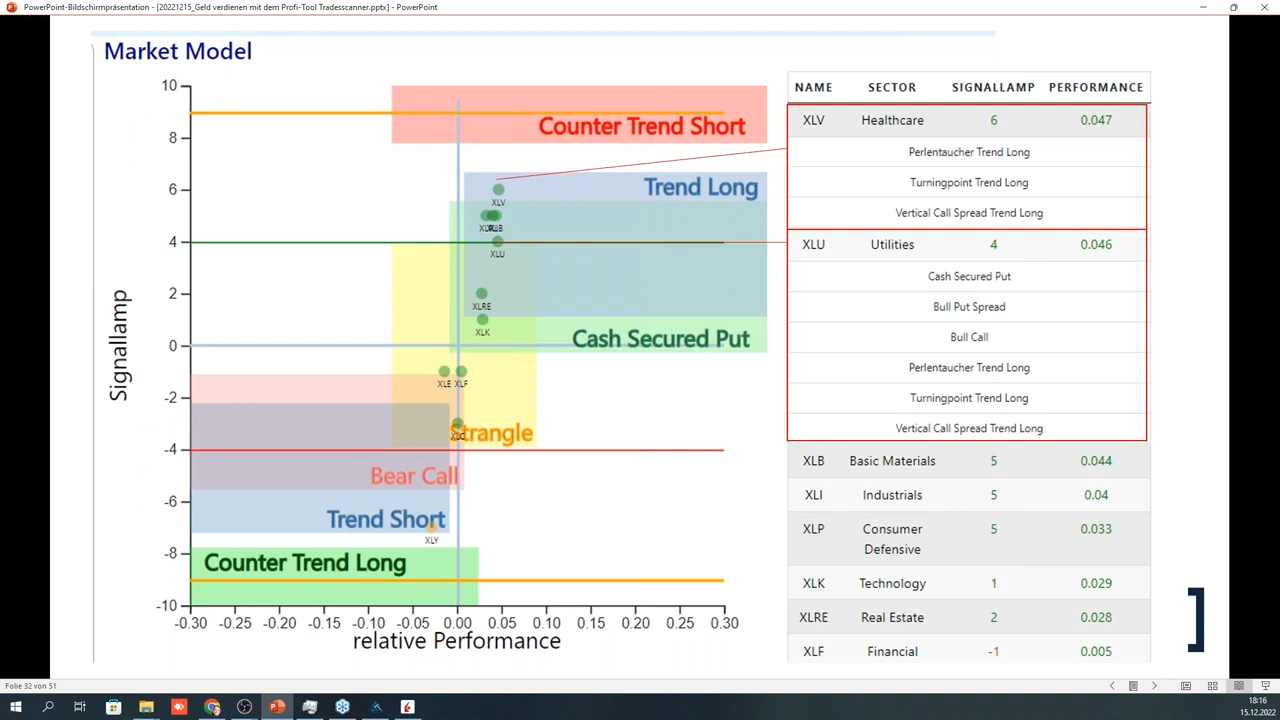 PowerPoint-Bildschirmpräsentation - [20221215_Geld verdienen mit dem Profi-Tool Tradesscanner.pptx] - PowerPoint
Market Model
10
8
6
4
2
0
-2
-4
-6
-8
-10
Signallamp
Counter Trend Short
Trend Long
XLV
XLB
XLU
XLRE
XLK
Cash Secured Put
XLE
XLF
Strangle
Bear Call
Trend Short
XLY
Counter Trend Long
-0.30 -0.25 -0.20 -0.15 -0.10 -0.05 0.00 0.05 0.10 0.15 0.20 0.25 0.30
relative Performance
NAME SECTOR SIGNALLAMP PERFORMANCE
XLV Healthcare 6 0.047
Perlentaucher Trend Long
Turningpoint Trend Long
Vertical Call Spread Trend Long
XLU Utilities 4 0.046
Cash Secured Put
Bull Put Spread
Bull Call
Perlentaucher Trend Long
Turningpoint Trend Long
Vertical Call Spread Trend Long
XLB Basic Materials 5 0.044
XLI Industrials 5 0.04
XLP Consumer 5 0.033
Defensive
XLK Technology 1 0.029
XLRE Real Estate 2 0.028
XLF Financial -1 0.005
Folie 32 von 51
18:16
15.12.2022